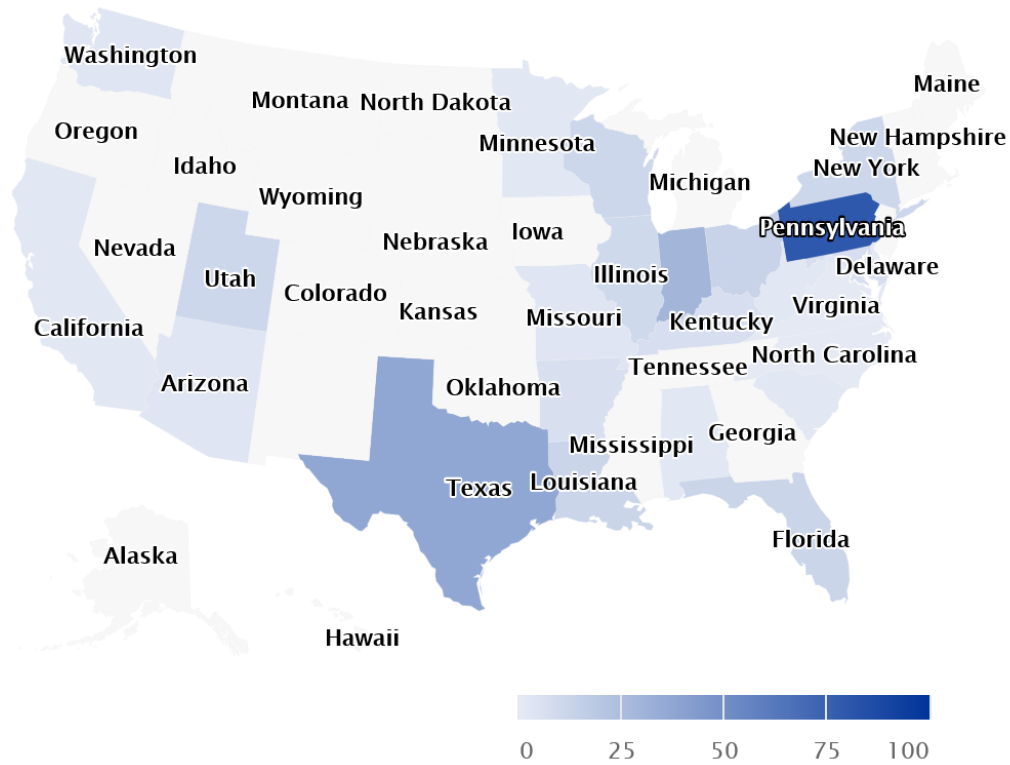 Washington
Maine
Montana
North Dakota
Oregon
New Hampshire
Minnesota
Idaho
New York
Michigan
Wyoming
Pennsylvania
Iowa
Nebraska
Nevada
Delaware
Illinois
Utah
Colorado
Virginia
Kansas
Missouri
Kentucky
California
North Carolina
Tennessee
Arizona
Oklahoma
Georgia
Mississippi
Louisiana
Texas
Florida
Alaska
Hawaii
0 25 50 75 100